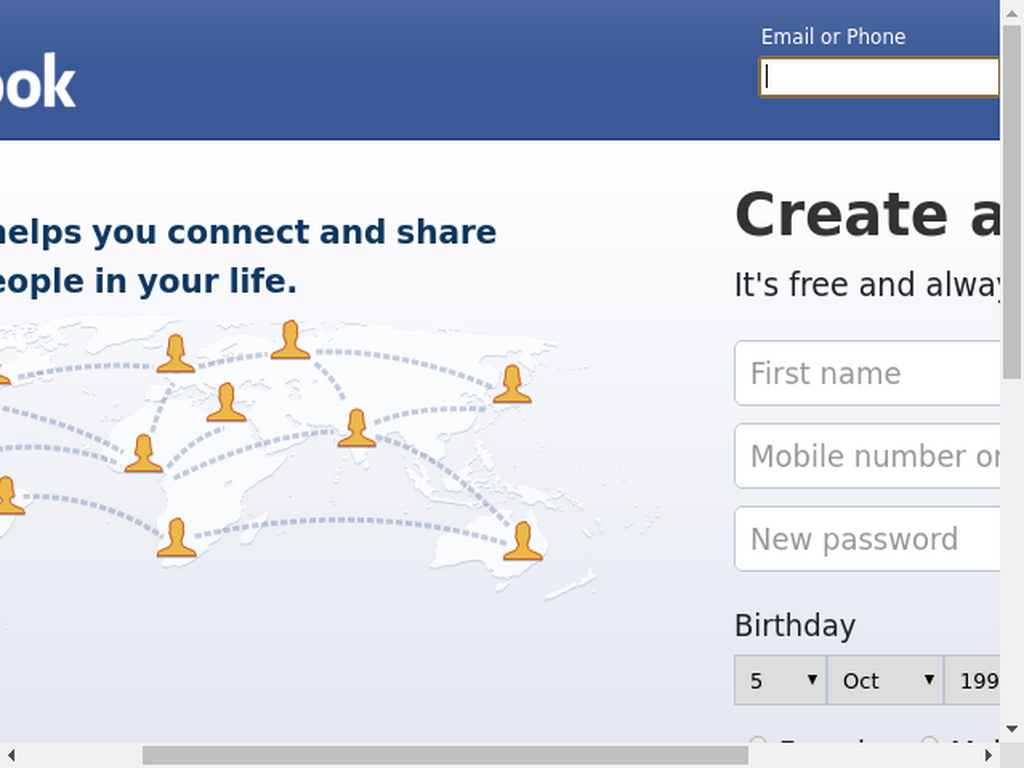 Email or Phone
ook
helps you connect and share
eople in your life.
Create a
It's free and alway
First name
Mobile number or
New password
Birthday
5 Oct 199